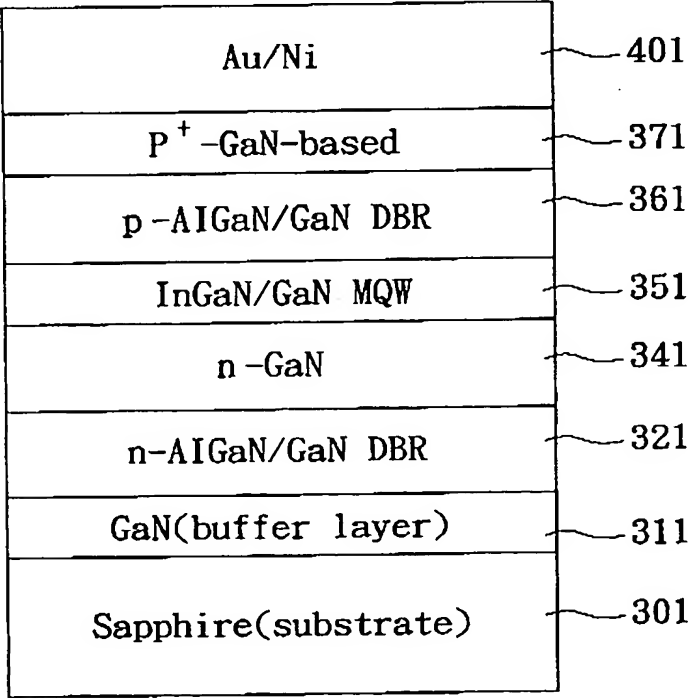 Au/Ni 401
P+-GaN-based 371
p-AlGaN/GaN DBR 361
InGaN/GaN MQW 351
n-GaN 341
n-AlGaN/GaN DBR 321
GaN(buffer layer) 311
Sapphire(substrate) 301